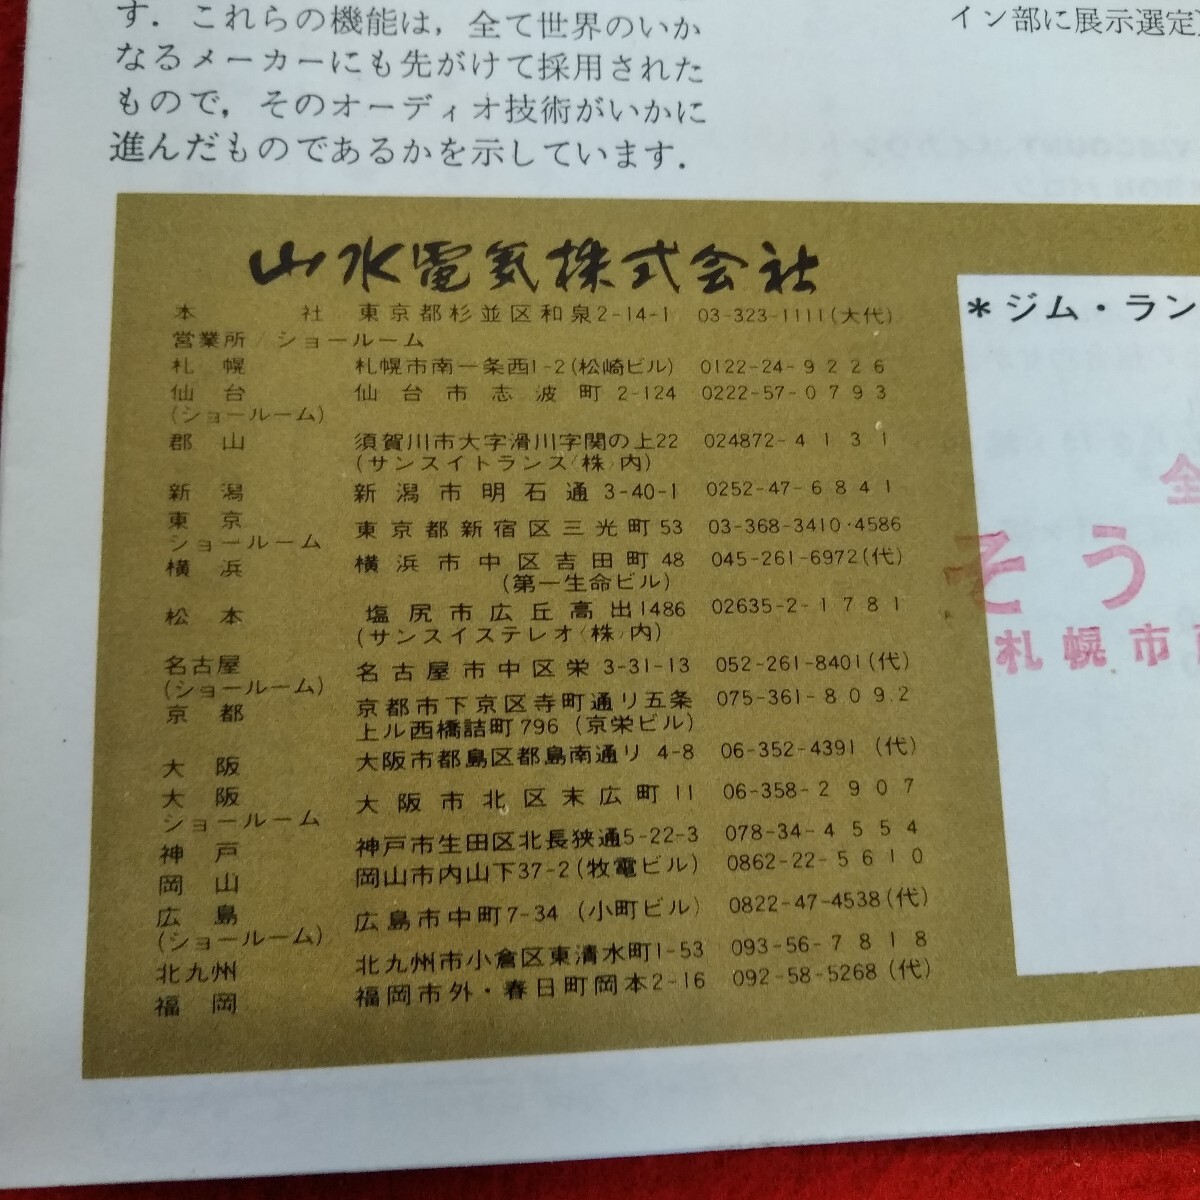 す．これらの機能は，全て世界のいか
なるメーカーにも先がけて採用された
もので，そのオーディオ技術がいかに
進んだものであるかを示しています．
イン部に展示選定
山水電気株式会社
本社 東京都杉並区和泉2-14-1 03-323-1111(大代)
営業所/ショールーム
札幌 札幌市南一条西1-2(松崎ビル) 0122-24-9226
仙台 仙台市志波町2-124 0222-57-0793
(ショールーム)
郡山 須賀川市大字滑川字関の上22 024872-4131
(サンスイトランス(株)内)
新潟 新潟市明石通3-40-1 0252-47-6841
東京
ショールーム 東京都新宿区三光町53 03-368-3410・4586
横浜 横浜市中区吉田町48 045-261-6972(代)
(第一生命ビル)
松本 塩尻市広丘高出1486 02635-2-1781
(サンスイステレオ(株)内)
名古屋 名古屋市中区栄3-31-13 052-261-8401(代)
(ショールーム)
京都 京都市下京区寺町通リ五条 075-361-8092
上ル西橋詰町796 (京栄ビル)
大阪 大阪市都島区都島南通リ 4-8 06-352-4391 (代)
大阪
ショールーム 大阪市北区末広町11 06-358-2907
神戸 神戸市生田区北長狭通5-22-3 078-34-4554
岡山 岡山市内山下37-2(牧電ビル) 0862-22-5610
広島 広島市中町7-34 (小町ビル) 0822-47-4538(代)
(ショールーム)
北九州 北九州市小倉区東清水町1-53 093-56-7818
福岡 福岡市外・春日町岡本2-16 092-58-5268(代)
＊ジム・ラン
全
そう
札幌市